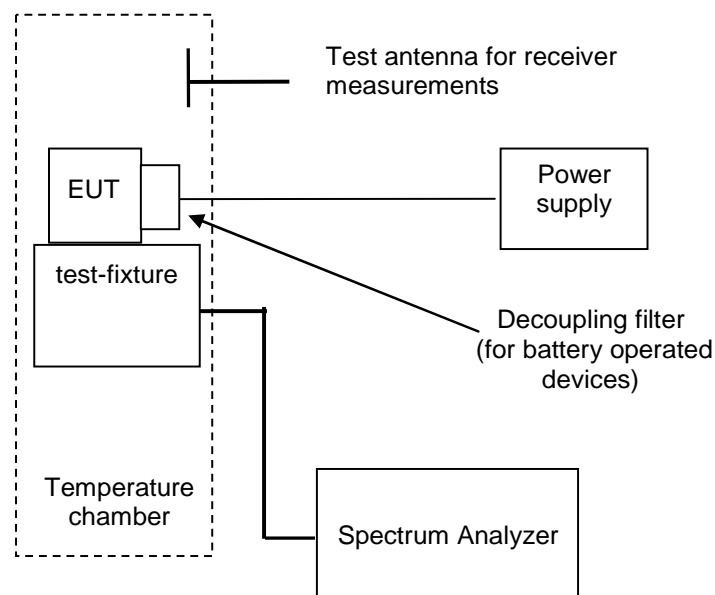 Test antenna for receiver
measurements
EUT
Power
supply
test-fixture
Decoupling filter
(for battery operated
devices)
Temperature
chamber
Spectrum Analyzer